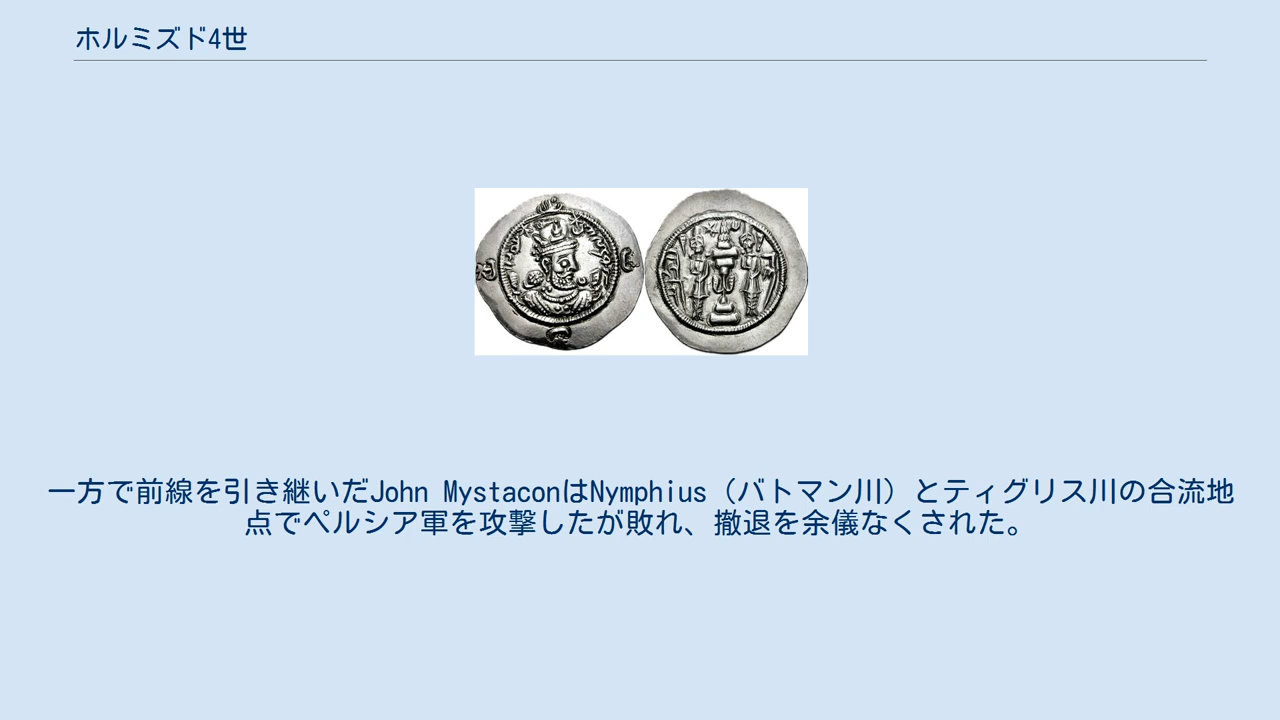 ホルミズド4世
一方で前線を引き継いだJohn MystaconはNymphius（バトマン川）とティグリス川の合流地
点でペルシア軍を攻撃したが敗れ、撤退を余儀なくされた。